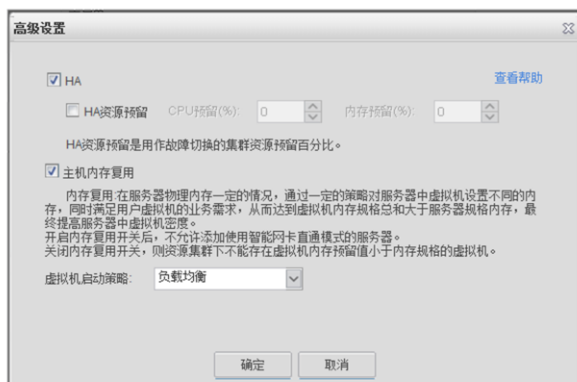 高级设置
HA
查看帮助
HA资源预留 CPU预留(%): 0 内存预留(%): 0
HA资源预留是用作故障切换的集群资源预留百分比。
主机内存复用
内存复用:在服务器物理内存一定的情况，通过一定的策略对服务器中虚拟机设置不同的内
存，同时满足用户虚拟机的业务需求，从而达到虚拟机内存规格总和大于服务器规格内存，最
终提高服务器中虚拟机密度。
开启内存复用开关后，不允许添加使用智能网卡直通模式的服务器。
关闭内存复用开关，则资源集群下不能存在虚拟机内存预留值小于内存规格的虚拟机。
虚拟机启动策略: 负载均衡
确定 取消